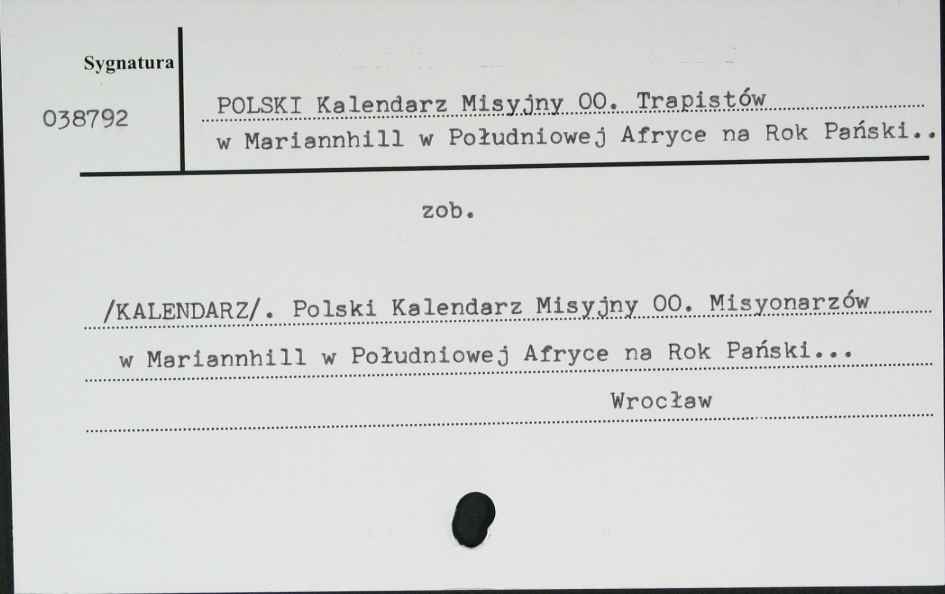 Sygnatura
038792
POLSKI Kalendarz Misyjny OO. Trapistów
w Mariannhill w Południowej Afryce na Rok Pański..
zob.
/KALENDARZ/. Polski Kalendarz Misyjny OO. Misyonarzów
w Mariannhill w Południowej Afryce na Rok Pański...
Wrocław